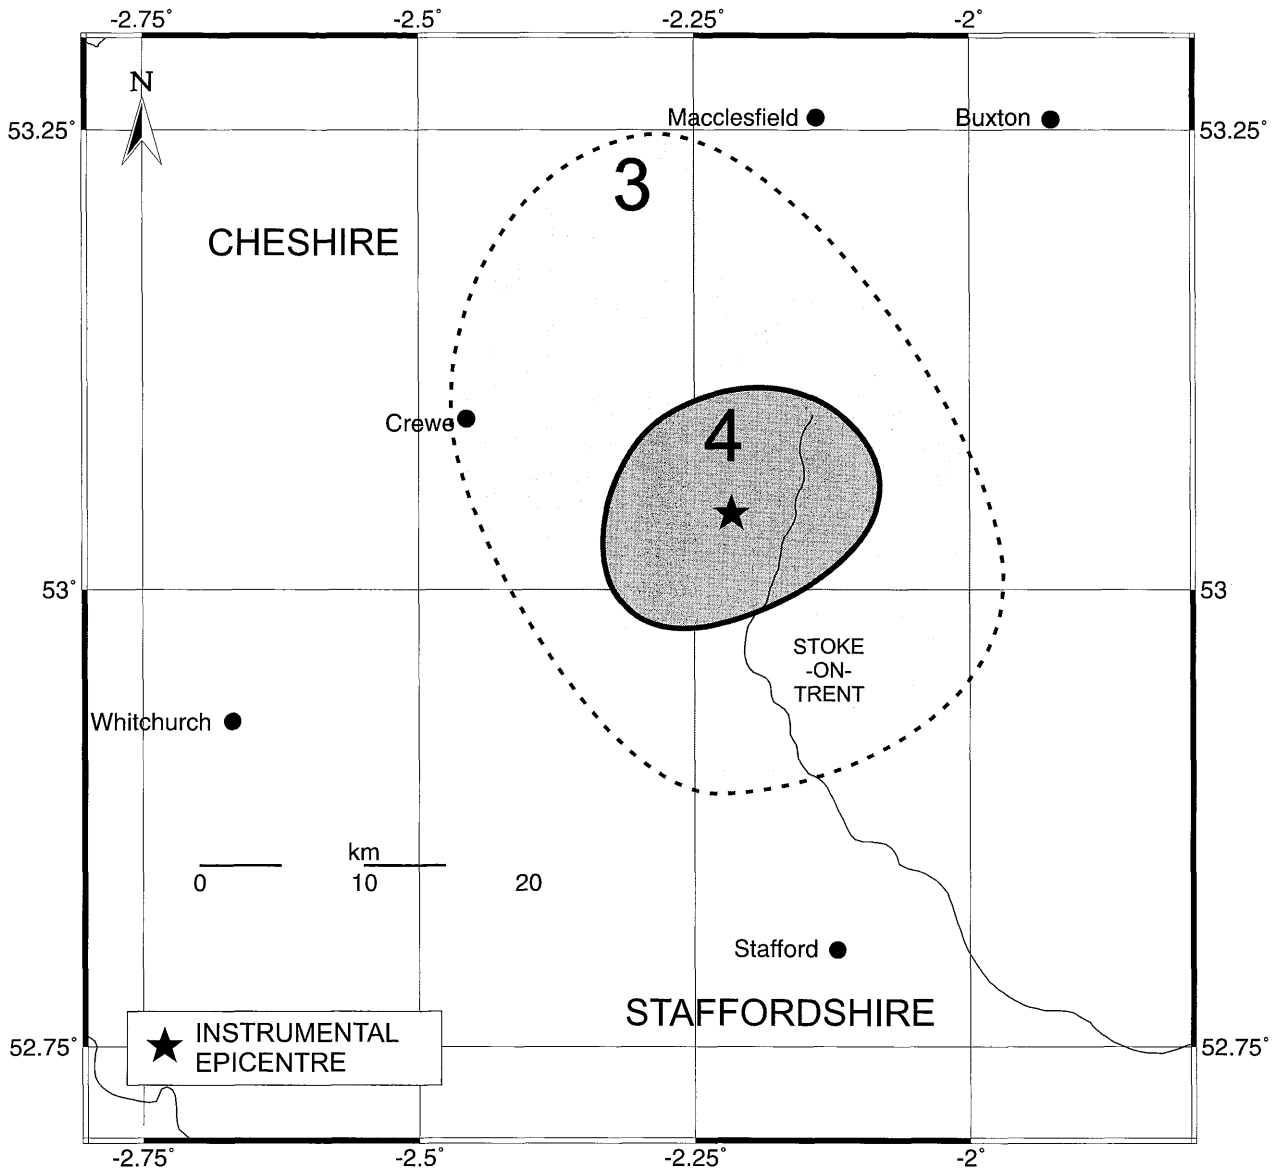 -2.75° -2.5° -2.25° -2°
N
Macclesfield Buxton
53.25° 53.25°
3
CHESHIRE
4
Crewe
53° 53
STOKE
-ON-
TRENT
Whitchurch
km
0 10 20
Stafford
STAFFORDSHIRE
INSTRUMENTAL
EPICENTRE
52.75° 52.75°
-2.75° -2.5° -2.25° -2°